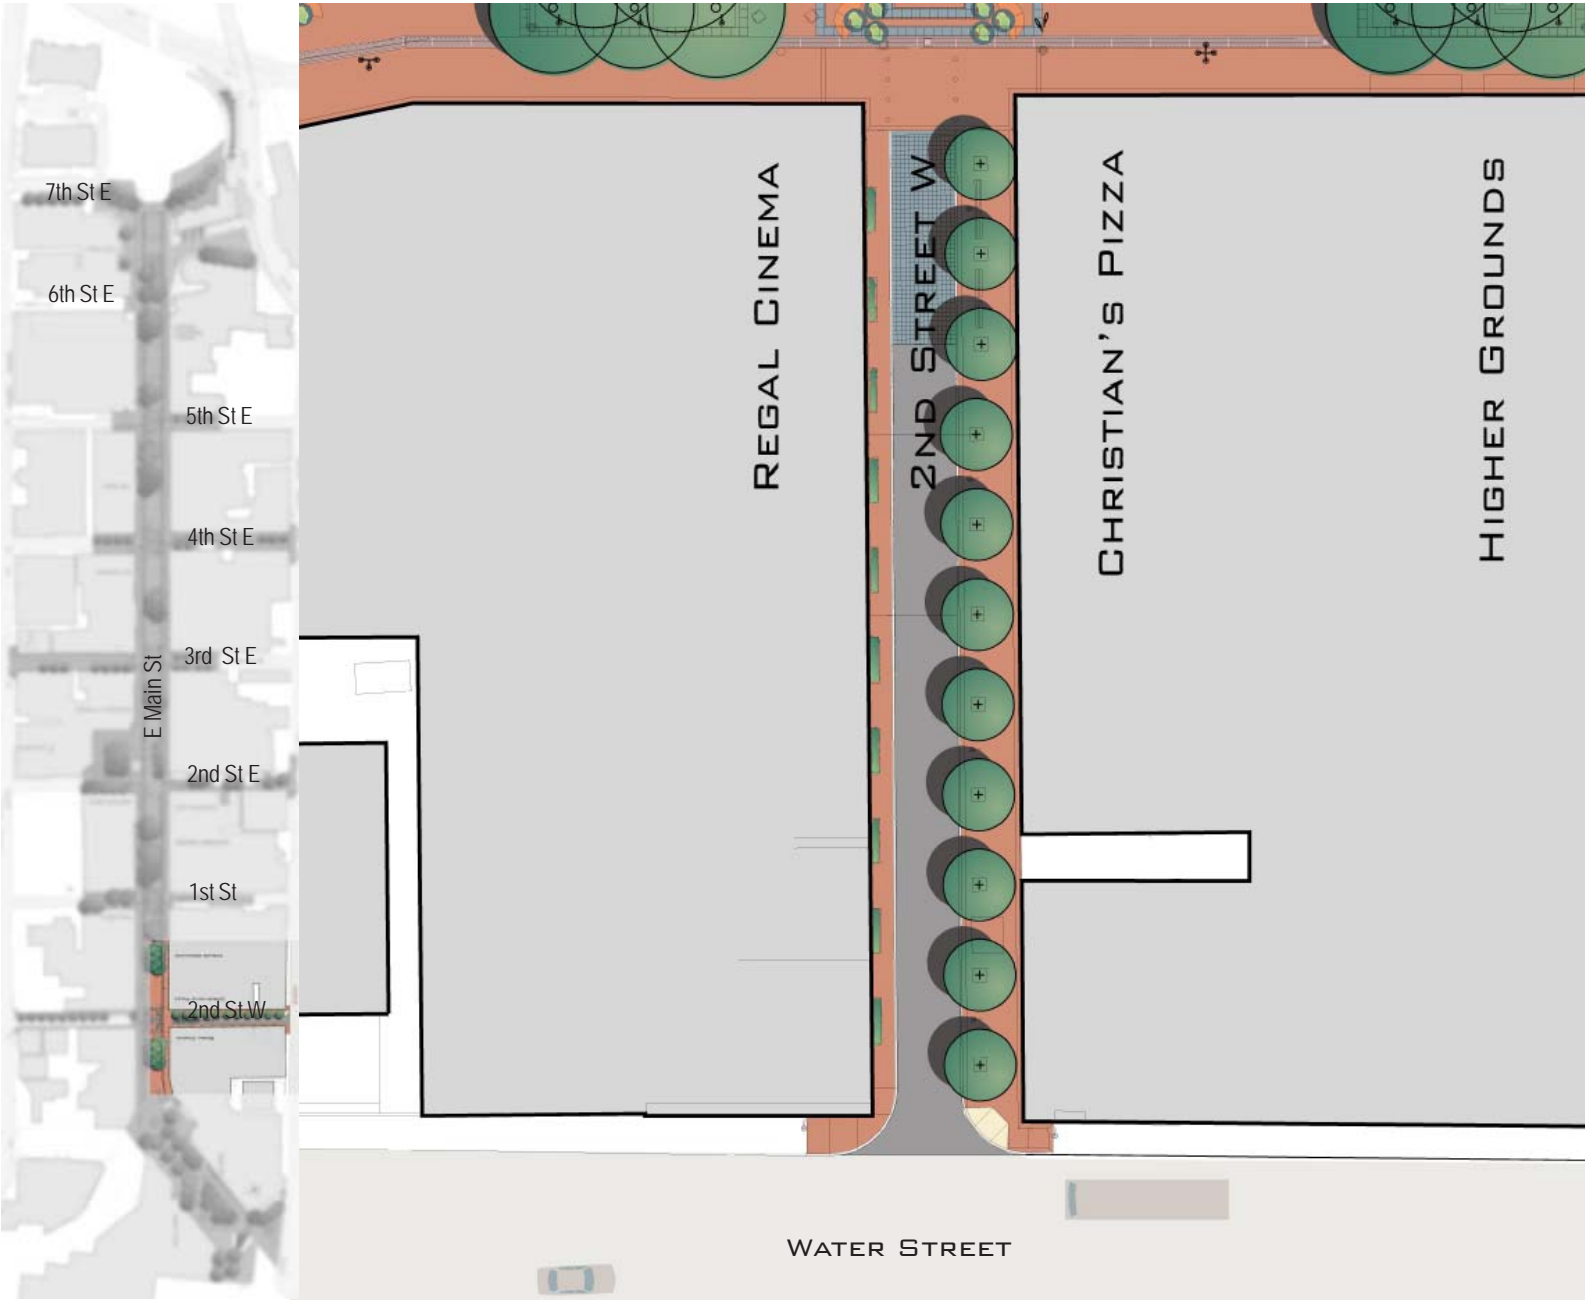 7th St E
6th St E
5th St E
4th St E
3rd St E
E Main St
2nd St E
1st St
2nd St W
REGAL CINEMA
2ND STREET W
CHRISTIAN'S PIZZA
HIGHER GROUNDS
WATER STREET